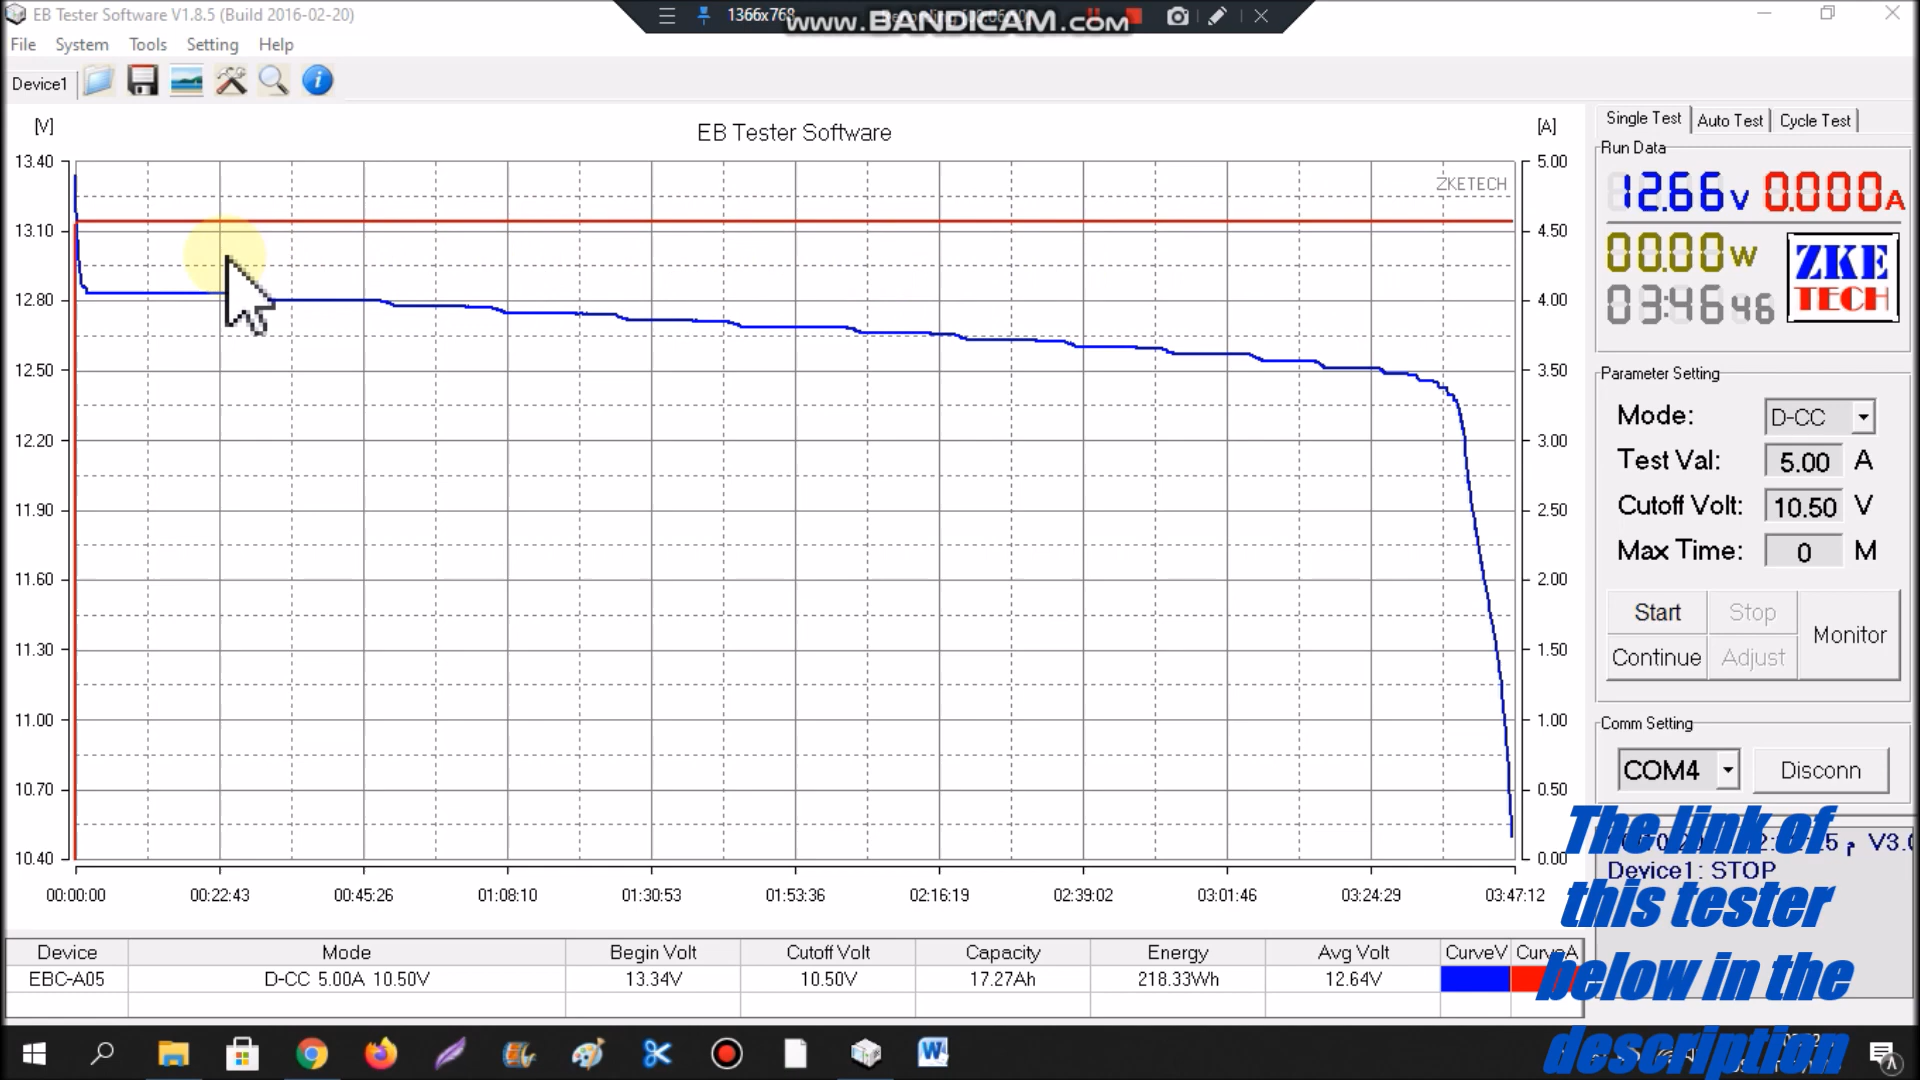 EB Tester Software V1.8.5 (Build 2016-02-20)
1366x768
www.BANDICAM.com
File System Tools Setting Help
Device1
[V] EB Tester Software [A]
ZKETECH
13.40
13.10
12.80
12.50
12.20
11.90
11.60
11.30
11.00
10.70
10.40
5.00
4.50
4.00
3.50
3.00
2.50
2.00
1.50
1.00
0.50
0.00
00:00:00 00:22:43 00:45:26 01:08:10 01:30:53 01:53:36 02:16:19 02:39:02 03:01:46 03:24:29 03:47:12
Single Test Auto Test Cycle Test
Run Data
12.66V 0.000A
00.00W
03:46 46
ZKE
TECH
Parameter Setting
Mode: D-CC
Test Val: 5.00 A
Cutoff Volt: 10.50 V
Max Time: 0 M
Start Stop Monitor
Continue Adjust
Comm Setting
COM4 Disconn
Device1: STOP
The link of
this tester
below in the
description
Device Mode Begin Volt Cutoff Volt Capacity Energy Avg Volt CurveV CurvA
EBC-A05 D-CC 5.00A 10.50V 13.34V 10.50V 17.27Ah 218.33Wh 12.64V